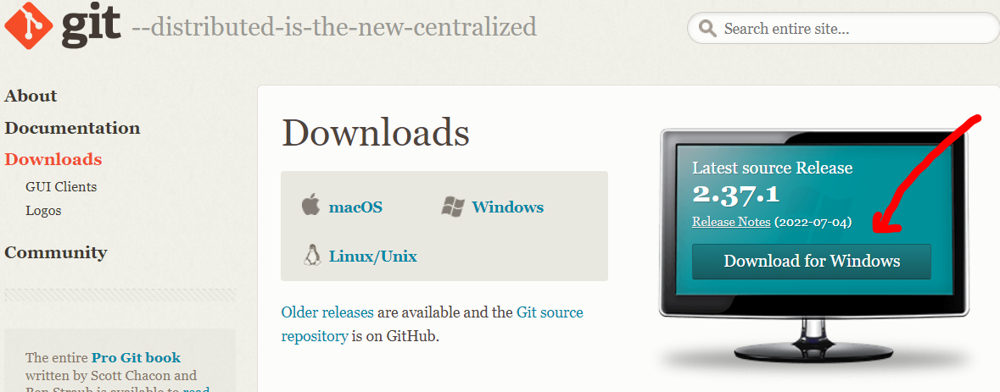 git --distributed-is-the-new-centralized
Search entire site...
About
Documentation
Downloads
GUI Clients
Logos
Community
The entire Pro Git book
written by Scott Chacon and
Ben Straub is available to read
Downloads
macOS
Windows
Linux/Unix
Older releases are available and the Git source
repository is on GitHub.
Latest source Release
2.37.1
Release Notes (2022-07-04)
Download for Windows